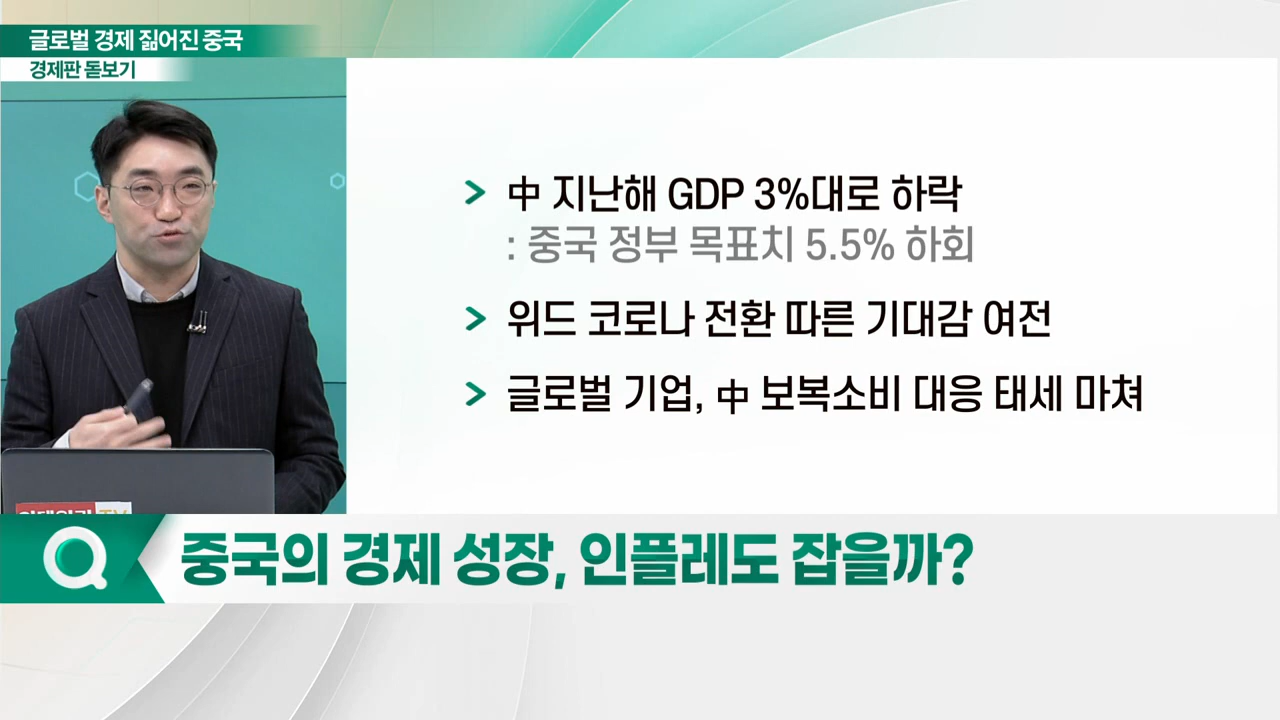 글로벌 경제 짊어진 중국
경제판 돋보기
> 中 지난해 GDP 3%대로 하락
: 중국 정부 목표치 5.5% 하회
> 위드 코로나 전환 따른 기대감 여전
> 글로벌 기업, 中 보복소비 대응 태세 마쳐
Q 중국의 경제 성장, 인플레도 잡을까?